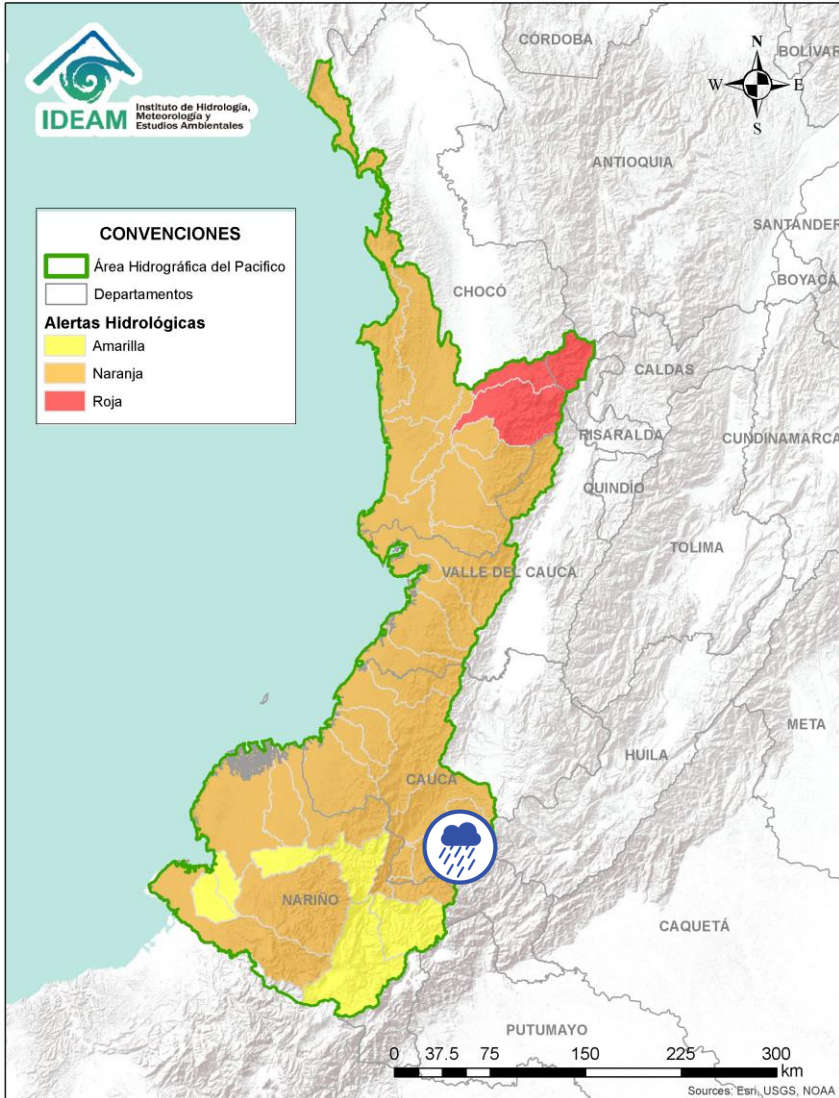 CÓRDOBA
BOLÍVAR
N
W E
S
IDEAM
Instituto de Hidrología,
Meteorología y
Estudios Ambientales
ANTIOQUIA
SANTANDER
CONVENCIONES
Área Hidrográfica del Pacifico
Departamentos
Alertas Hidrológicas
Amarilla
Naranja
Roja
BOYACÁ
CHOCÓ
CALDAS
RISARALDA
CUNDINAMARCA
QUINDÍO
TOLIMA
VALLE DEL CAUCA
META
HUILA
CAUCA
NARIÑO
CAQUETÁ
PUTUMAYO
0 37.5 75 150 225 300
km
Sources: Esri, USGS, NOAA